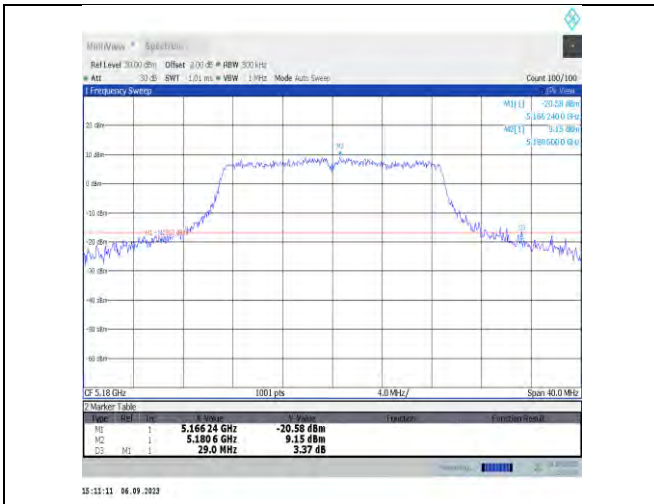 MultiView Spectrum
Ref Level 30.00 dBm Offset 2.00 dB RBW 300 kHz
Att 30 dB SWT 1.01 ms VBW 1 MHz Mode Auto Sweep Count 100/100
1 Frequency Sweep 1Pk View
M1[1] -20.58 dBm
5.166 240 0 GHz
M2[1] 9.15 dBm
5.180 600 0 GHz
20 dBm
M2
10 dBm
0 dBm
-10 dBm
-20 dBm
-30 dBm
-40 dBm
-50 dBm
-60 dBm
CF 5.18 GHz 1001 pts 4.0 MHz/ Span 40.0 MHz
2 Marker Table
Type Ref Trc X-Value Y-Value Function Function Result
M1 1 5.166 24 GHz -20.58 dBm
M2 1 5.180 6 GHz 9.15 dBm
D3 M1 1 29.0 MHz 3.37 dB
15:11:11 06.09.2023